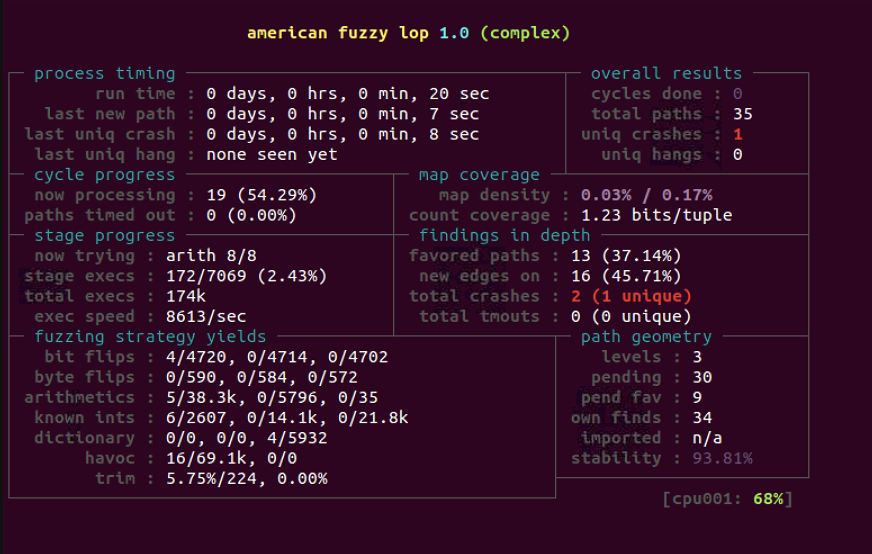 american fuzzy lop 1.0 (complex)
process timing
overall results
run time : 0 days, 0 hrs, 0 min, 20 sec
cycles done : 0
last new path : 0 days, 0 hrs, 0 min, 7 sec
total paths : 35
last uniq crash : 0 days, 0 hrs, 0 min, 8 sec
uniq crashes : 1
last uniq hang : none seen yet
uniq hangs : 0
cycle progress
map coverage
now processing : 19 (54.29%)
map density : 0.03% / 0.17%
paths timed out : 0 (0.00%)
count coverage : 1.23 bits/tuple
stage progress
findings in depth
now trying : arith 8/8
favored paths : 13 (37.14%)
stage execs : 172/7069 (2.43%)
new edges on : 16 (45.71%)
total execs : 174k
total crashes : 2 (1 unique)
exec speed : 8613/sec
total tmouts : 0 (0 unique)
fuzzing strategy yields
path geometry
bit flips : 4/4720, 0/4714, 0/4702
levels : 3
byte flips : 0/590, 0/584, 0/572
pending : 30
arithmetics : 5/38.3k, 0/5796, 0/35
pend fav : 9
known ints : 6/2607, 0/14.1k, 0/21.8k
own finds : 34
dictionary : 0/0, 0/0, 4/5932
imported : n/a
havoc : 16/69.1k, 0/0
stability : 93.81%
trim : 5.75%/224, 0.00%
[cpu001: 68%]